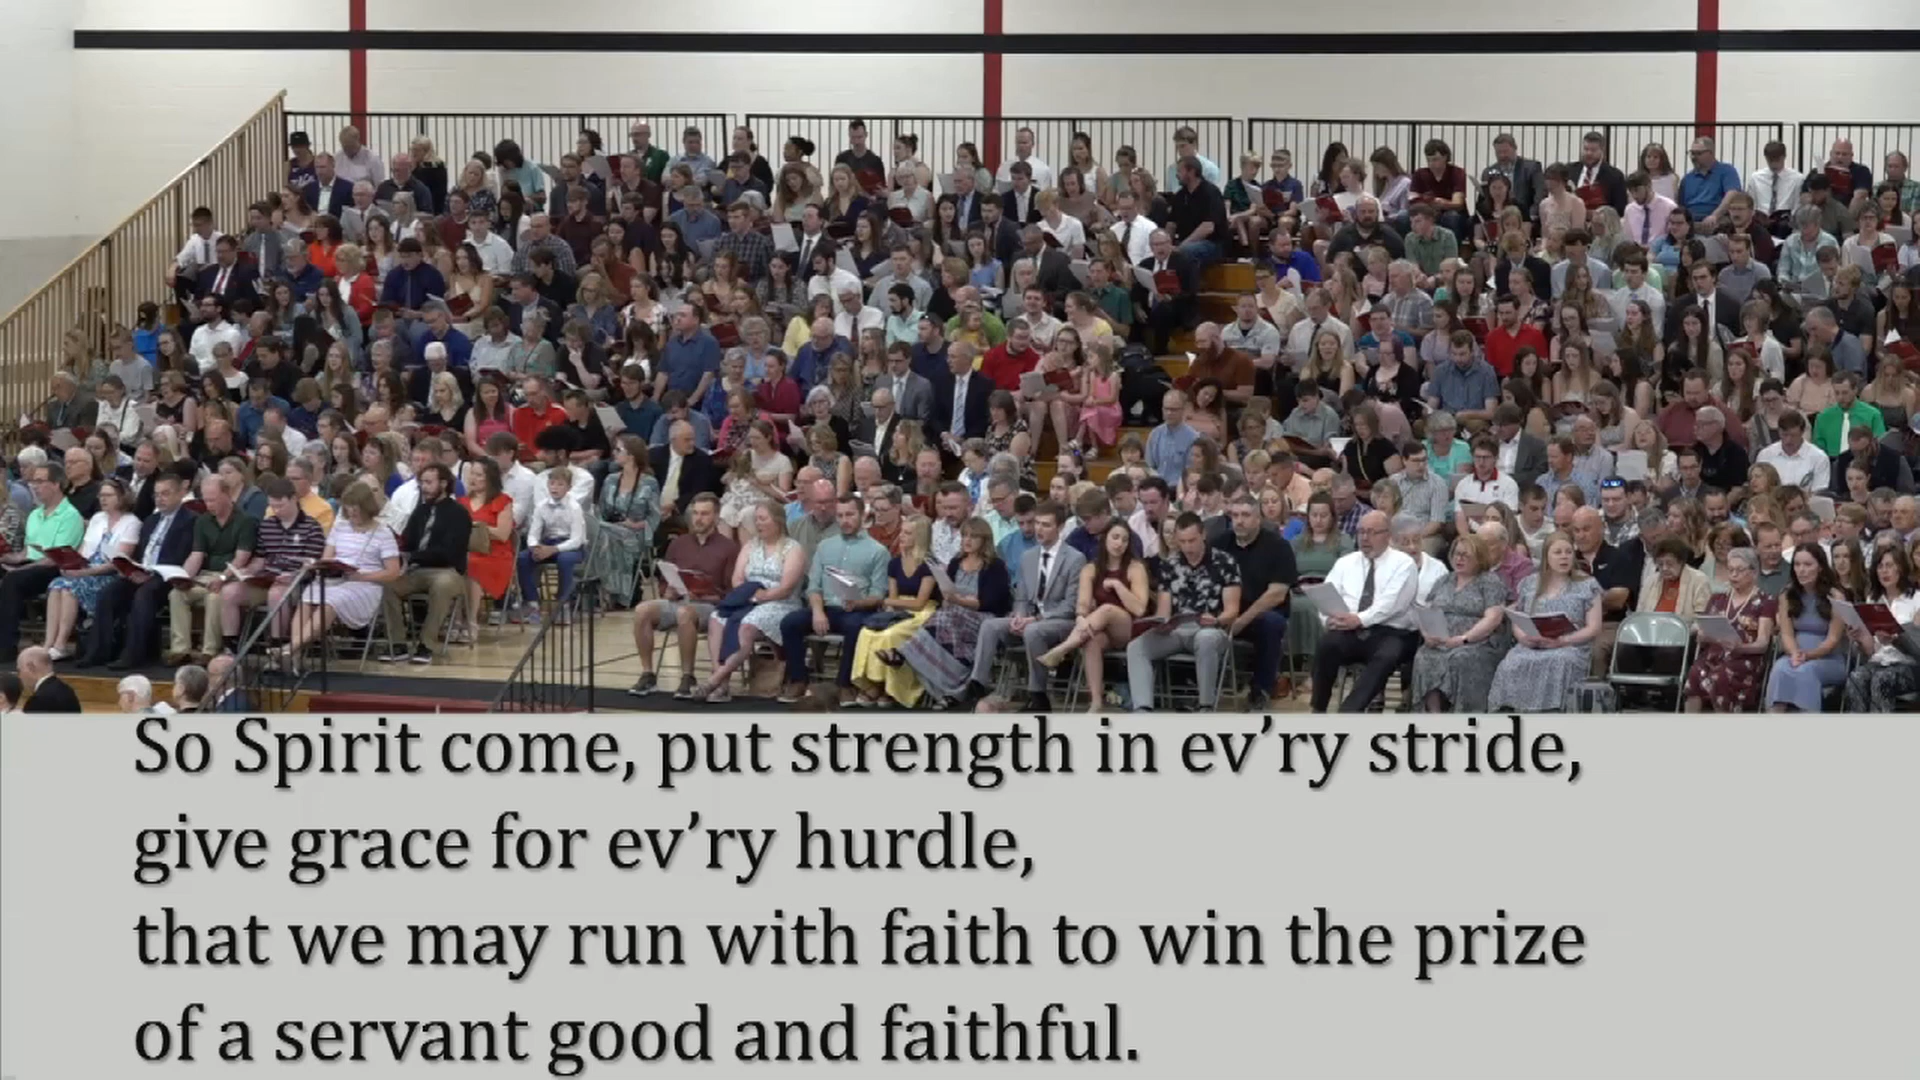 So Spirit come, put strength in ev’ry stride,
give grace for ev’ry hurdle,
that we may run with faith to win the prize
of a servant good and faithful.